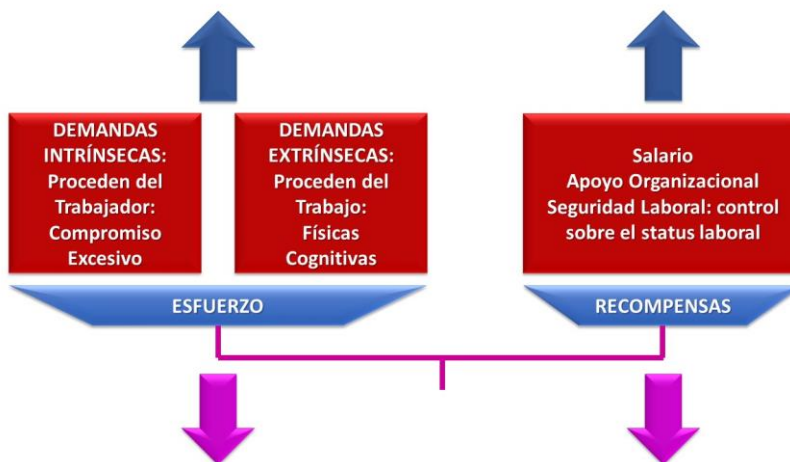 DEMANDAS
INTRÍNSECAS:
Proceden del
Trabajador:
Compromiso
Excesivo
DEMANDAS
EXTRÍNSECAS:
Proceden del
Trabajo:
Físicas
Cognitivas
Salario
Apoyo Organizacional
Seguridad Laboral: control
sobre el status laboral
ESFUERZO
RECOMPENSAS